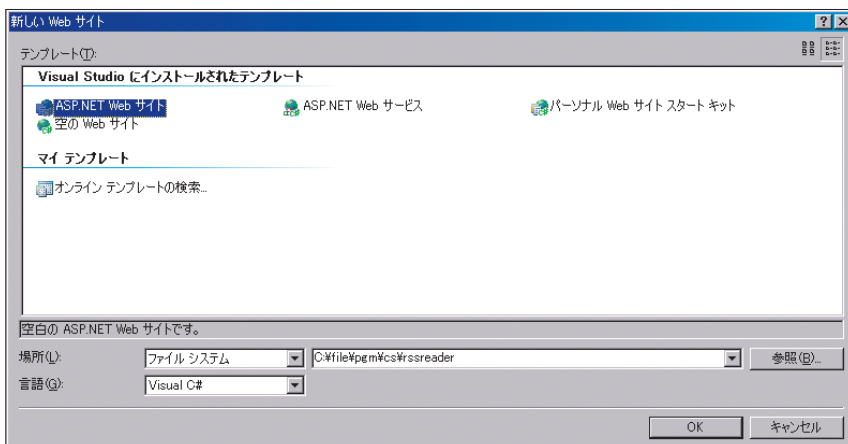 新しい Web サイト
テンプレート(T):
Visual Studio にインストールされたテンプレート
ASP.NET Web サイト ASP.NET Web サービス パーソナル Web サイト スタート キット
空の Web サイト
マイ テンプレート
オンライン テンプレートの検索...
空白の ASP.NET Web サイトです。
場所(L): ファイル システム C:¥file¥pgm¥cs¥rssreader 参照(B)...
言語(G): Visual C#
OK キャンセル